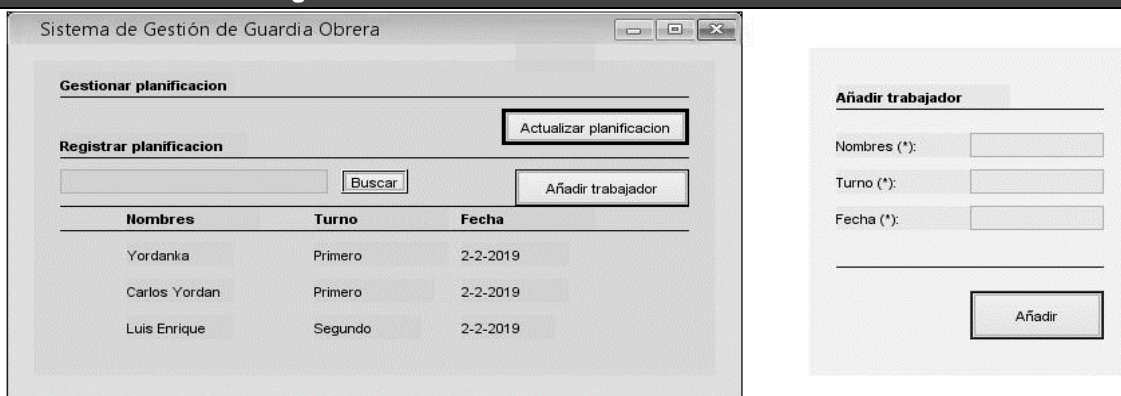 Sistema de Gestión de Guardia Obrera
Gestionar planificacion
Actualizar planificacion
Registrar planificacion
Buscar
Añadir trabajador
Nombres Turno Fecha
Yordanka Primero 2-2-2019
Carlos Yordan Primero 2-2-2019
Luis Enrique Segundo 2-2-2019
Añadir trabajador
Nombres (*):
Turno (*):
Fecha (*):
Añadir